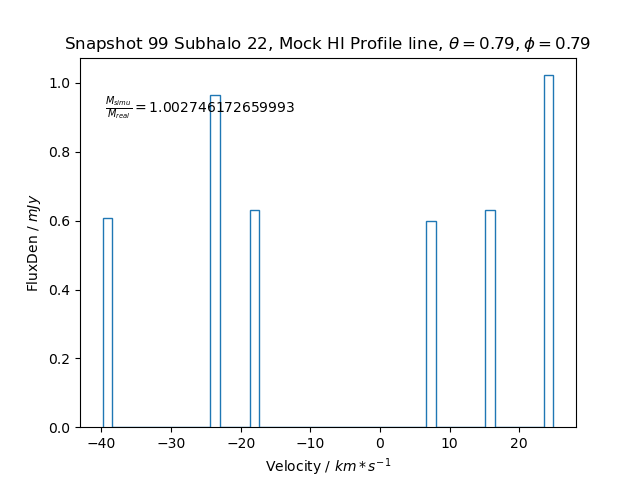 Snapshot 99 Subhalo 22, Mock HI Profile line, θ = 0.79, ϕ = 0.79
M_simu/M_real = 1.002746172659993
1.0
0.8
0.6
0.4
0.2
0.0
FluxDen / mJy
−40 −30 −20 −10 0 10 20
Velocity / km * s⁻¹